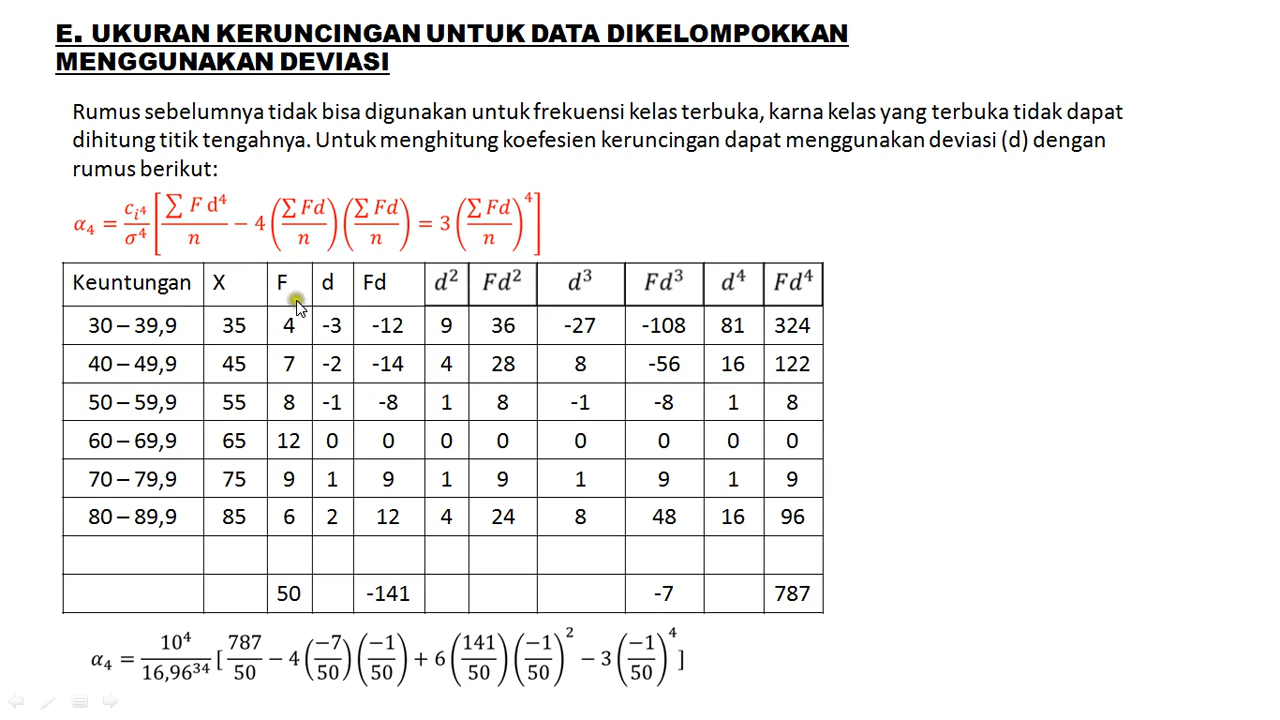 E. UKURAN KERUNCINGAN UNTUK DATA DIKELOMPOKKAN
MENGGUNAKAN DEVIASI
Rumus sebelumnya tidak bisa digunakan untuk frekuensi kelas terbuka, karna kelas yang terbuka tidak dapat
dihitung titik tengahnya. Untuk menghitung koefesien keruncingan dapat menggunakan deviasi (d) dengan
rumus berikut:
α₄ = c_{i⁴}/σ⁴ [∑ F d⁴/n − 4 (∑ Fd/n) (∑ Fd/n) = 3 (∑ Fd/n)⁴]
Keuntungan X F d Fd d² Fd² d³ Fd³ d⁴ Fd⁴
30 – 39,9 35 4 -3 -12 9 36 -27 -108 81 324
40 – 49,9 45 7 -2 -14 4 28 8 -56 16 122
50 – 59,9 55 8 -1 -8 1 8 -1 -8 1 8
60 – 69,9 65 12 0 0 0 0 0 0 0 0
70 – 79,9 75 9 1 9 1 9 1 9 1 9
80 – 89,9 85 6 2 12 4 24 8 48 16 96
50 -141 -7 787
α₄ = 10⁴/16,96³⁴ [787/50 − 4 (−7/50) (−1/50) + 6 (141/50) (−1/50)² − 3 (−1/50)⁴]